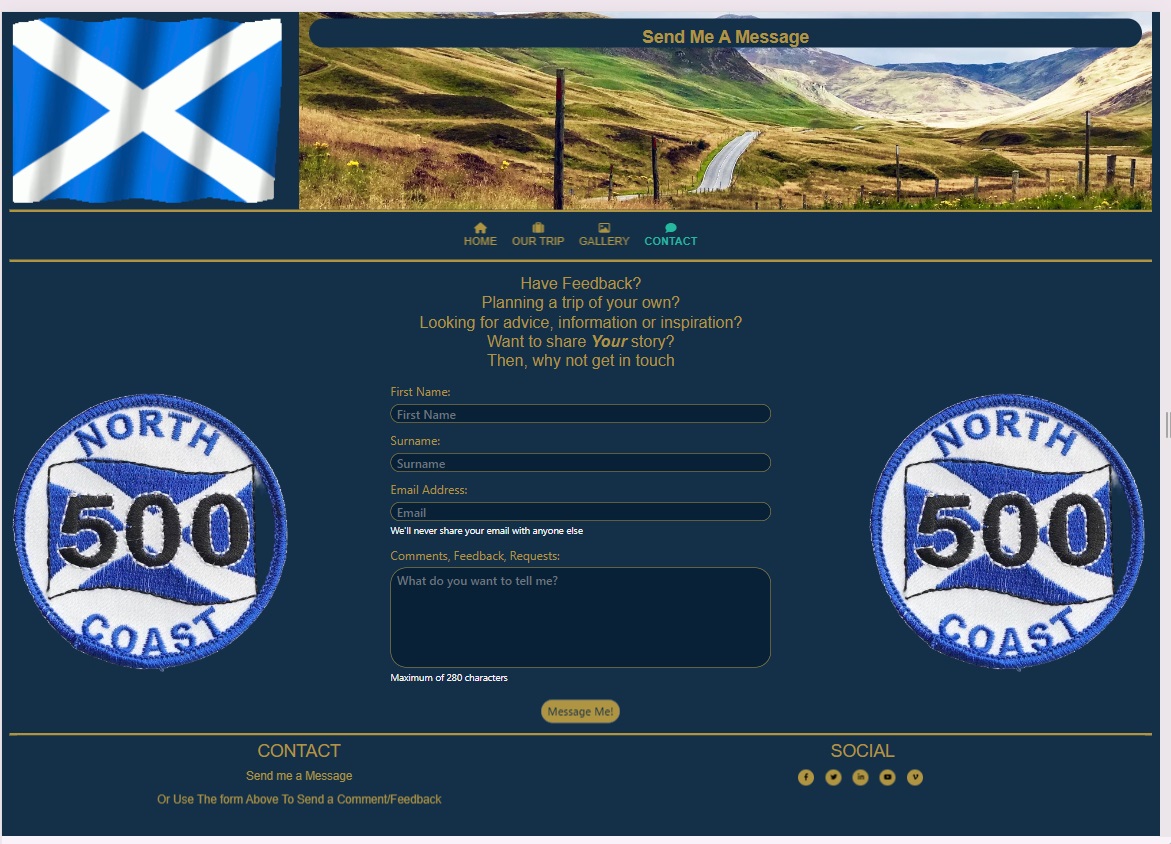 Send Me A Message
HOME OUR TRIP GALLERY CONTACT
Have Feedback?
Planning a trip of your own?
Looking for advice, information or inspiration?
Want to share Your story?
Then, why not get in touch
First Name:
First Name
Surname:
Surname
Email Address:
Email
We'll never share your email with anyone else
Comments, Feedback, Requests:
What do you want to tell me?
Maximum of 280 characters
Message Me!
NORTH
500
COAST
NORTH
500
COAST
CONTACT
Send me a Message
Or Use The form Above To Send a Comment/Feedback
SOCIAL